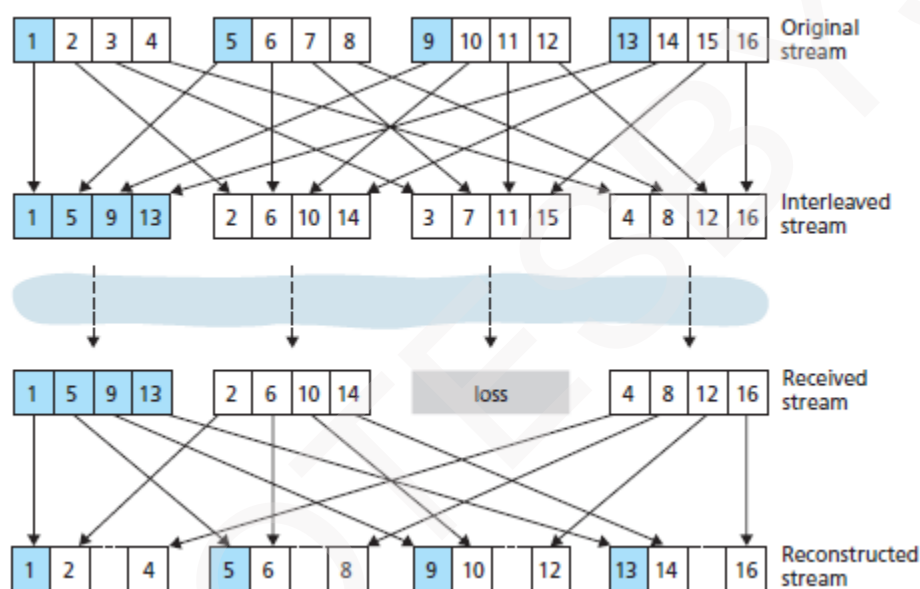 1 2 3 4 5 6 7 8 9 10 11 12 13 14 15 16 Original
stream
1 5 9 13 2 6 10 14 3 7 11 15 4 8 12 16 Interleaved
stream
1 5 9 13 2 6 10 14 loss 4 8 12 16 Received
stream
1 2 4 5 6 8 9 10 12 13 14 16 Reconstructed
stream